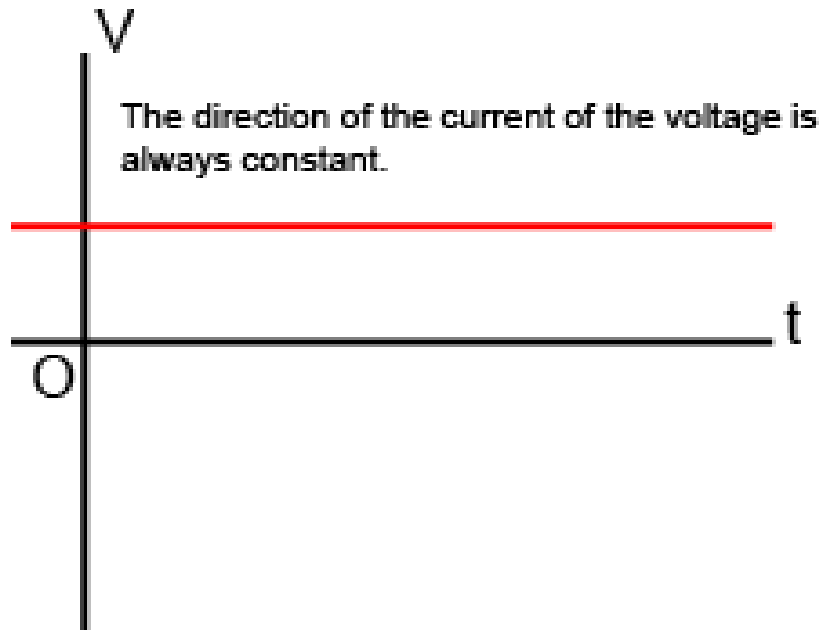 V
The direction of the current of the voltage is
always constant.
t
O